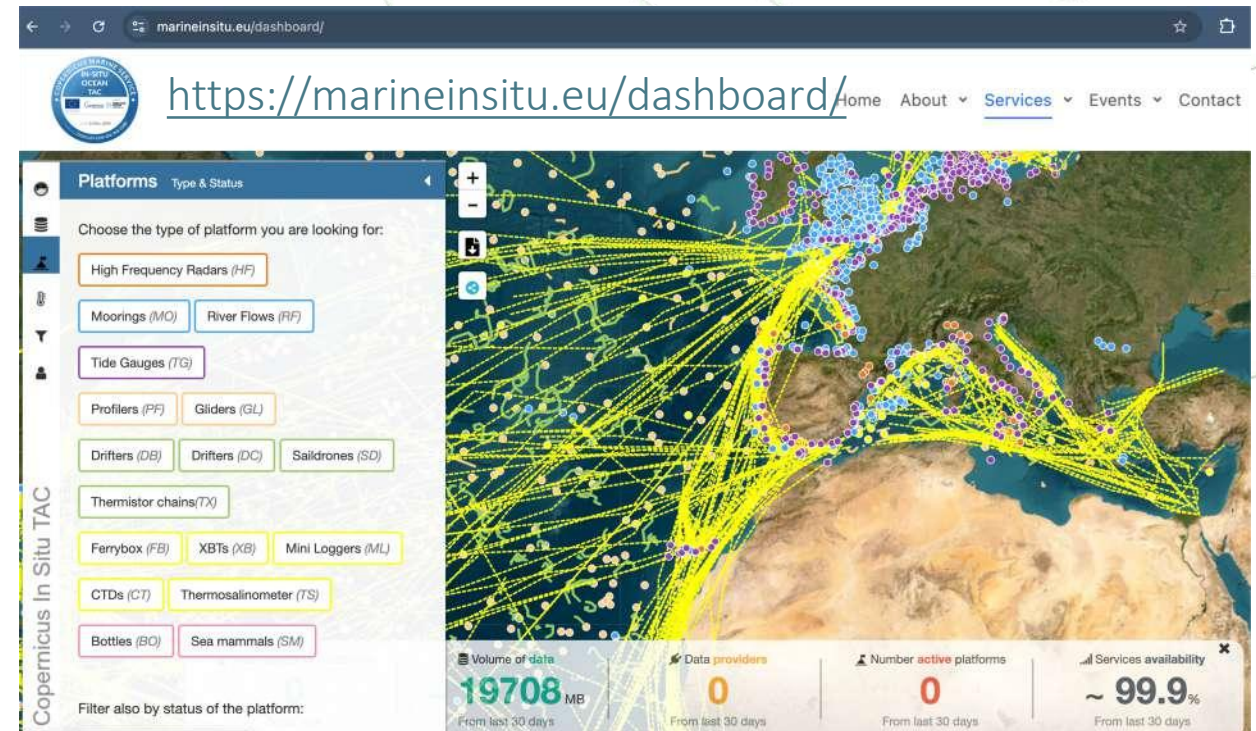 marineinsitu.eu/dashboard/
IN-SITU
OCEAN
TAC
https://marineinsitu.eu/dashboard/
Home About Services Events Contact
Platforms Type & Status
Choose the type of platform you are looking for:
High Frequency Radars (HF)
Moorings (MO) River Flows (RF)
Tide Gauges (TG)
Profilers (PF) Gliders (GL)
Drifters (DB) Drifters (DC) Saildrones (SD)
Thermistor chains(TX)
Ferrybox (FB) XBTs (XB) Mini Loggers (ML)
CTDs (CT) Thermosalinometer (TS)
Bottles (BO) Sea mammals (SM)
Filter also by status of the platform:
Copernicus In Situ TAC
+
-
Volume of data
19708 MB
From last 30 days
Data providers
0
From last 30 days
Number active platforms
0
From last 30 days
Services availability
~ 99.9%
From last 30 days